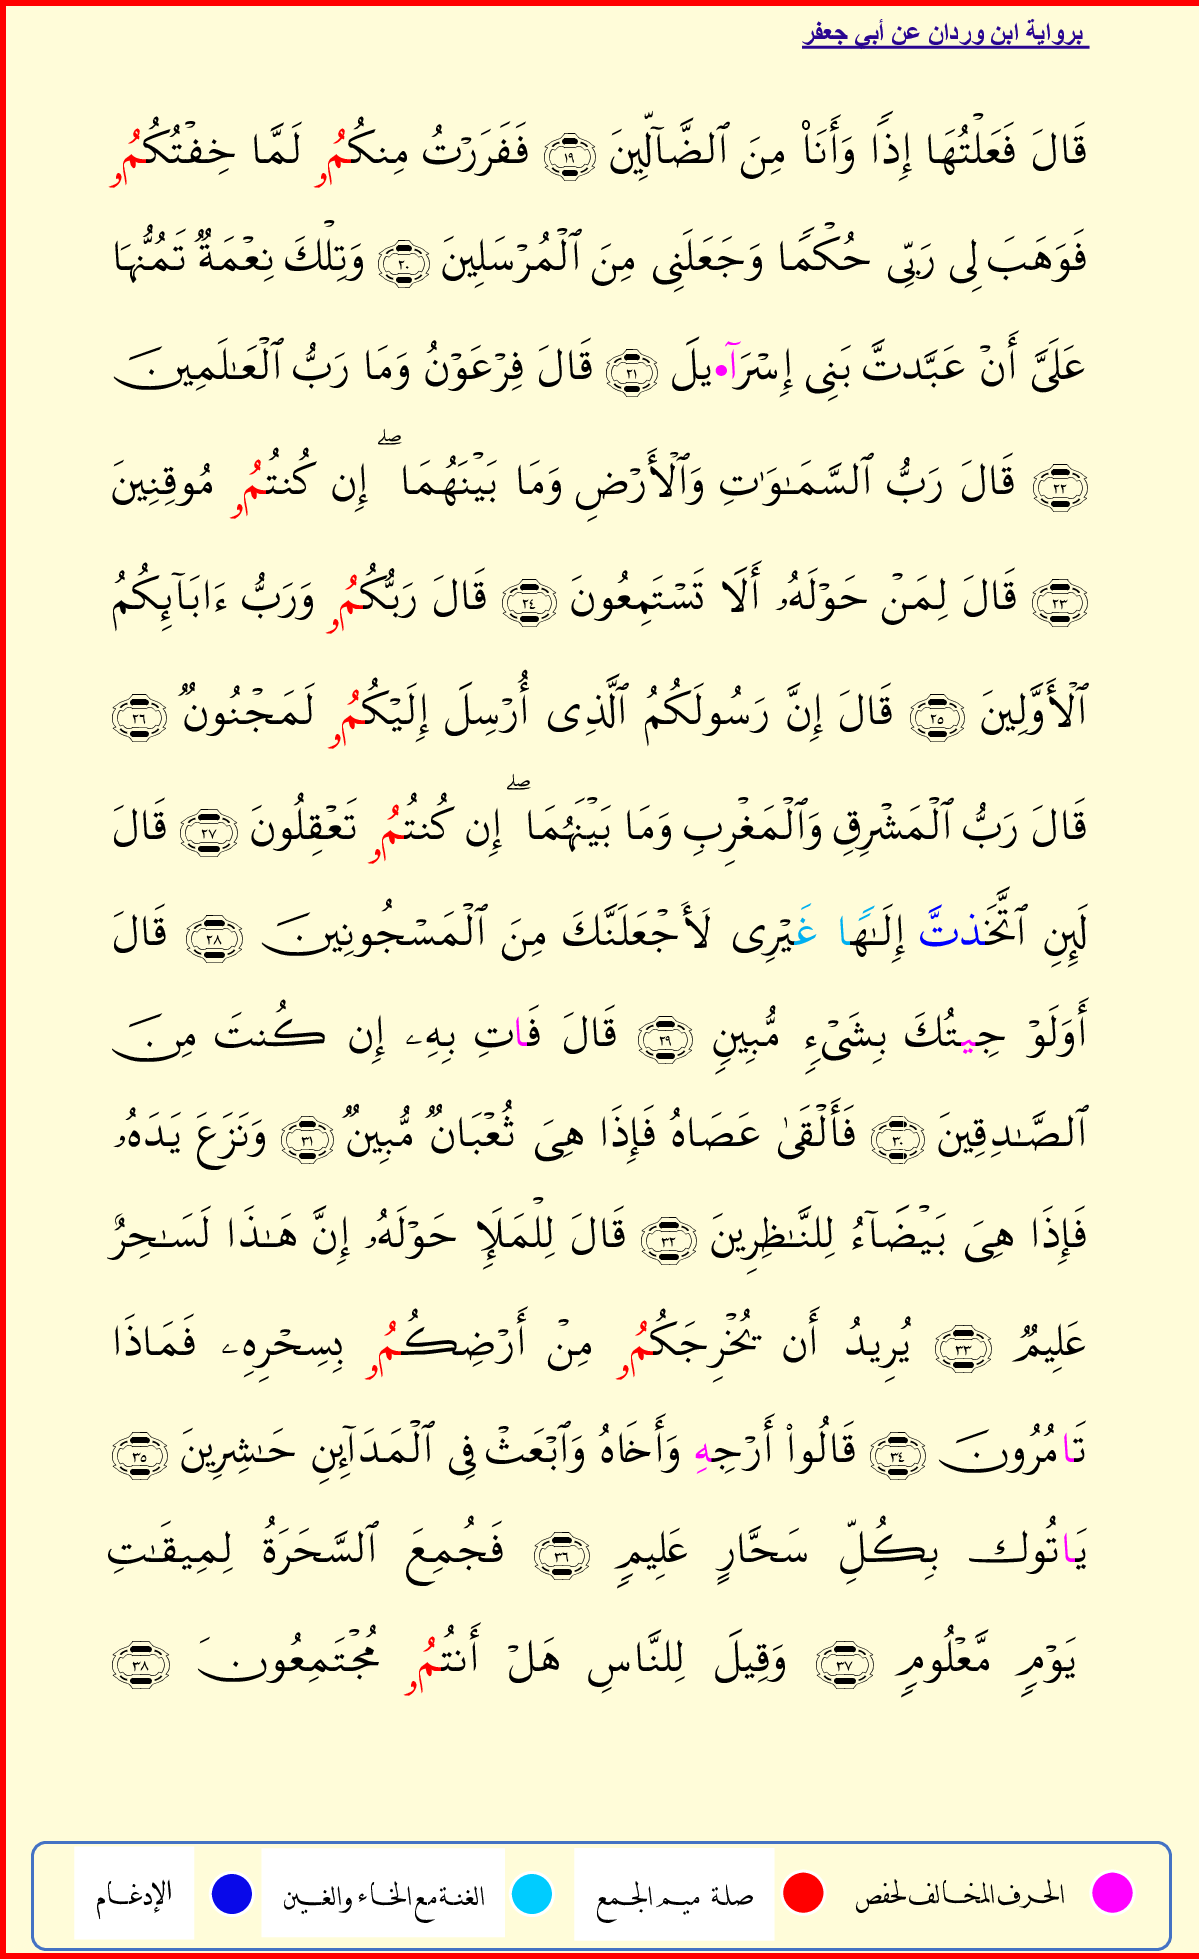 برواية ابن وردان عن أبي جعفر
قَالَ فَعَلْتُهَا إِذٗا وَأَنَا۠ مِنَ ٱلضَّآلِّينَ ١٩ فَفَرَرْتُ مِنكُمُۥ لَمَّا خِفْتُكُمُۥ
فَوَهَبَ لِى رَبِّى حُكْمٗا وَجَعَلَنِى مِنَ ٱلْمُرْسَلِينَ ٢٠ وَتِلْكَ نِعْمَةٞ تَمُنُّهَا
عَلَىَّ أَنْ عَبَّدتَّ بَنِى إِسْرَآ•يلَ ٢١ قَالَ فِرْعَوْنُ وَمَا رَبُّ ٱلْعَـٰلَمِينَ
٢٢ قَالَ رَبُّ ٱلسَّمَـٰوَٰتِ وَٱلْأَرْضِ وَمَا بَيْنَهُمَا ۖ إِن كُنتُمُۥ مُوقِنِينَ
٢٣ قَالَ لِمَنْ حَوْلَهُۥ أَلَا تَسْتَمِعُونَ ٢٤ قَالَ رَبُّكُمُۥ وَرَبُّ ءَابَآئِكُمُ
ٱلْأَوَّلِينَ ٢٥ قَالَ إِنَّ رَسُولَكُمُ ٱلَّذِى أُرْسِلَ إِلَيْكُمُۥ لَمَجْنُونٞ ٢٦
قَالَ رَبُّ ٱلْمَشْرِقِ وَٱلْمَغْرِبِ وَمَا بَيْنَهُمَا ۖ إِن كُنتُمُۥ تَعْقِلُونَ ٢٧ قَالَ
لَئِنِ ٱتَّخَذتَّ إِلَـٰهًا غَيْرِى لَأَجْعَلَنَّكَ مِنَ ٱلْمَسْجُونِينَ ٢٨ قَالَ
أَوَلَوْ جِيتُكَ بِشَىْءٖ مُّبِينٖ ٢٩ قَالَ فَاتِ بِهِۦ إِن كُنتَ مِنَ
ٱلصَّـٰدِقِينَ ٣٠ فَأَلْقَىٰ عَصَاهُ فَإِذَا هِىَ ثُعْبَانٞ مُّبِينٞ ٣١ وَنَزَعَ يَدَهُۥ
فَإِذَا هِىَ بَيْضَآءُ لِلنَّـٰظِرِينَ ٣٢ قَالَ لِلْمَلَإِ حَوْلَهُۥ إِنَّ هَـٰذَا لَسَـٰحِرٌ
عَلِيمٞ ٣٣ يُرِيدُ أَن يُخْرِجَكُمُۥ مِنْ أَرْضِكُمُۥ بِسِحْرِهِۦ فَمَاذَا
تَامُرُونَ ٣٤ قَالُوا۟ أَرْجِهِ وَأَخَاهُ وَٱبْعَثْ فِى ٱلْمَدَآئِنِ حَـٰشِرِينَ ٣٥
يَاتُوكَ بِكُلِّ سَحَّارٍ عَلِيمٖ ٣٦ فَجُمِعَ ٱلسَّحَرَةُ لِمِيقَـٰتِ
يَوْمٖ مَّعْلُومٖ ٣٧ وَقِيلَ لِلنَّاسِ هَلْ أَنتُمُۥ مُجْتَمِعُونَ ٣٨
الحرف المخالف لحفص صلة ميم الجمع الغنة مع الخاء والغين الإدغام